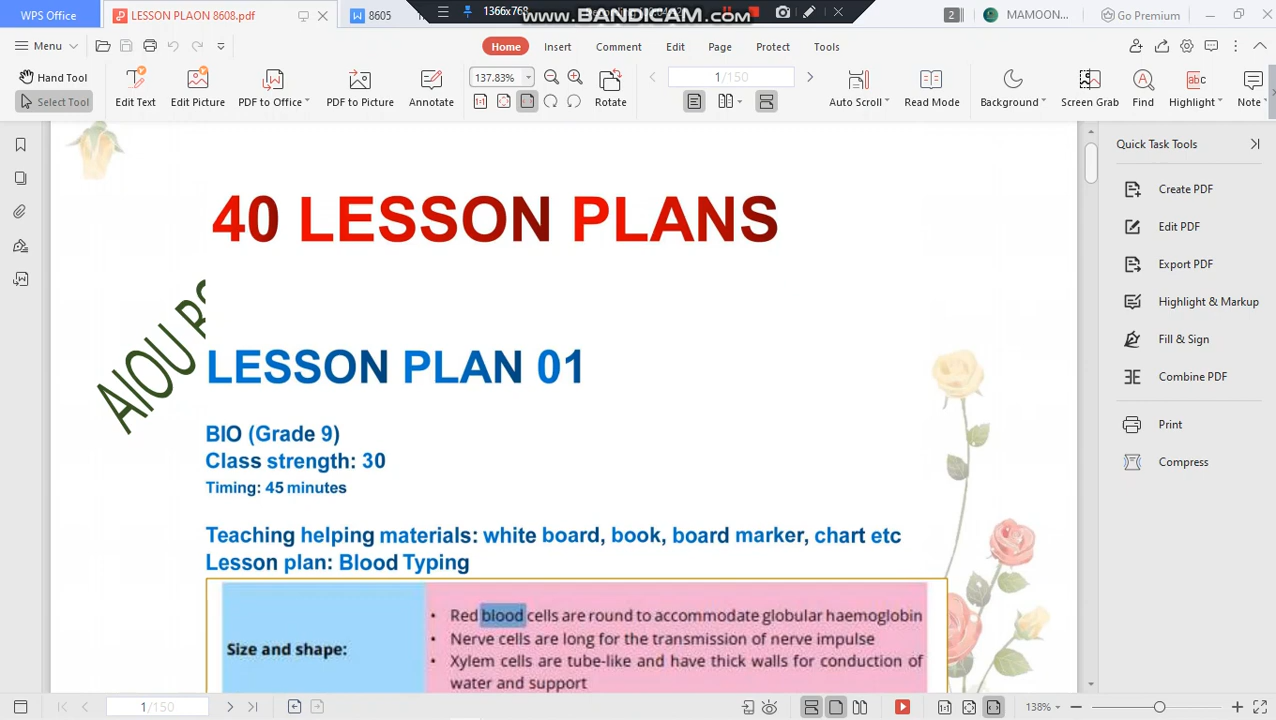 WPS Office
LESSON PLAON 8608.pdf
8605
1366x768
www.BANDICAM.com
2
MAMOON...
Go Premium
Menu
Home
Insert
Comment
Edit
Page
Protect
Tools
Hand Tool
Select Tool
Edit Text
Edit Picture
PDF to Office
PDF to Picture
Annotate
137.83%
Rotate
1/150
Auto Scroll
Read Mode
Background
Screen Grab
Find
Highlight
Note
Quick Task Tools
Create PDF
Edit PDF
Export PDF
Highlight & Markup
Fill & Sign
Combine PDF
Print
Compress
40 LESSON PLANS
AIOU
LESSON PLAN 01
BIO (Grade 9)
Class strength: 30
Timing: 45 minutes
Teaching helping materials: white board, book, board marker, chart etc
Lesson plan: Blood Typing
Size and shape:
• Red blood cells are round to accommodate globular haemoglobin
• Nerve cells are long for the transmission of nerve impulse
• Xylem cells are tube-like and have thick walls for conduction of
water and support
1/150
138%